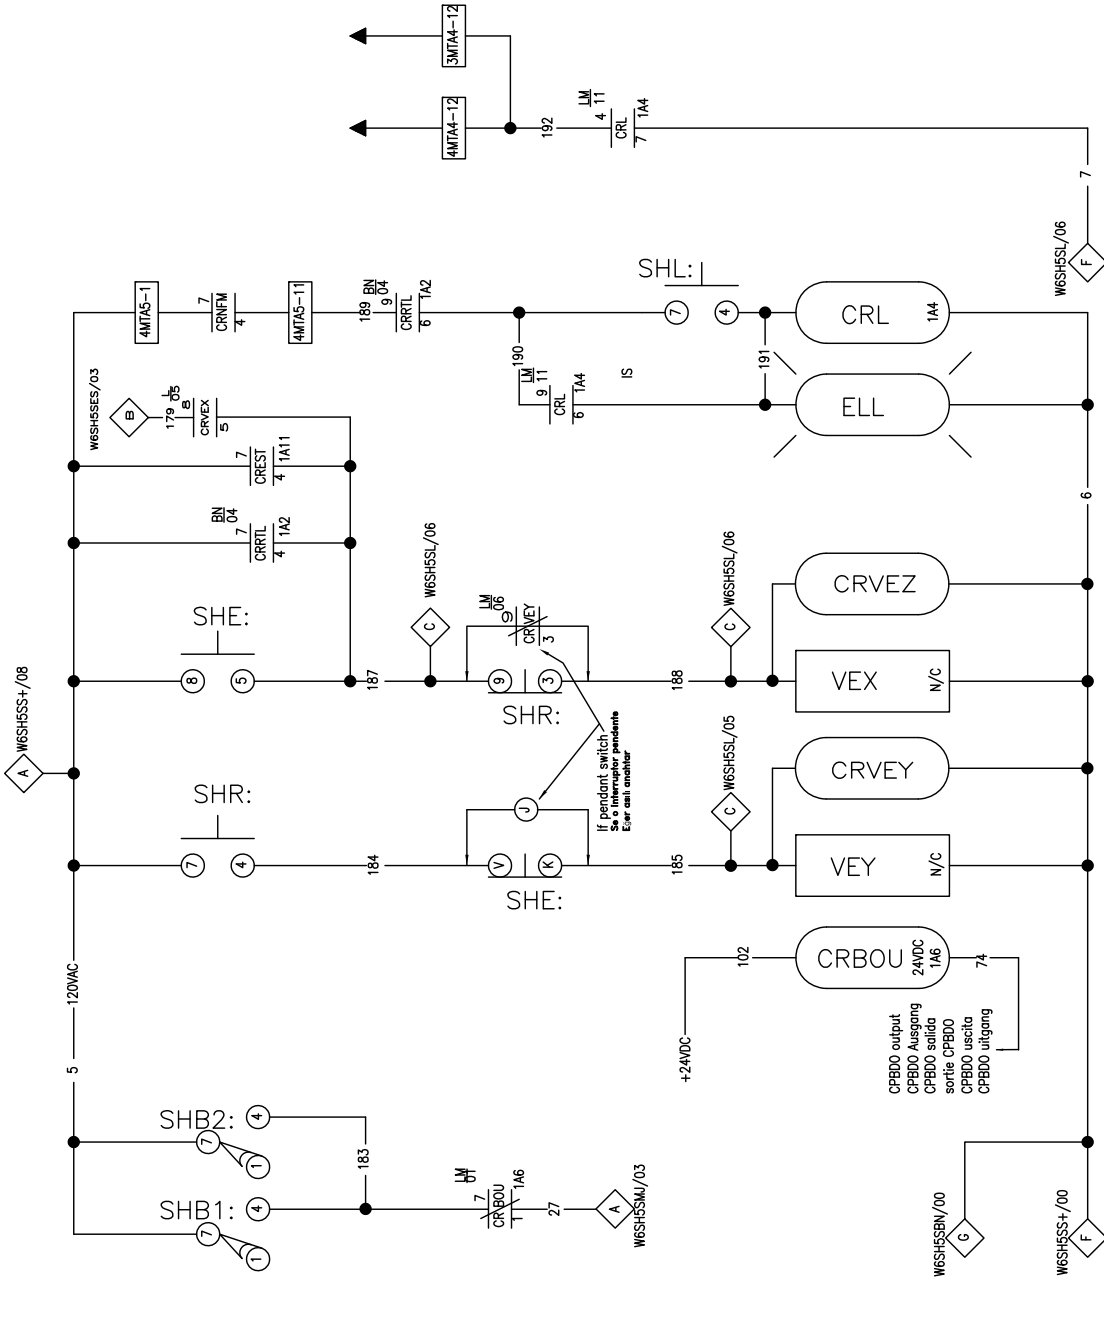 3MTA4-12
4MTA4-12
192
LM
11
4
CRL
7
1A4
7
W6SH5SL/06
F
4MTA5-1
7
CRNFM
4
4MTA5-11
189
BN
04
9
CRRTL
6
1A2
SHL:
7
4
190
LM
11
9
CRL
6
1A4
IS
191
CRL
1A4
ELL
W6SH5SES/03
B
179
L
05
8
CRVEX
5
7
CREST
4
1A11
BN
04
7
CRRTL
4
1A2
6
W6SH5SS+/08
A
SHE:
8
5
187
W6SH5SL/06
C
LM
06
9
CRVEY
3
9
3
SHR:
188
W6SH5SL/06
C
CRVEZ
VEX
N/C
SHR:
7
4
184
J
If pendant switch
Se o interruptor pendente
Eğer asılı anahtar
V
K
SHE:
185
W6SH5SL/05
C
CRVEY
VEY
N/C
120VAC
5
+24VDC
102
CRBOU
24VDC
1A6
74
CPBDO output
CPBDO Ausgang
CPBDO salida
sortie CPBDO
CPBDO uscita
CPBDO uitgang
SHB2:
7
4
1
SHB1:
7
4
1
183
LM
01
7
CRBOU
1
1A6
27
A
W6SH5SMJ/03
W6SH5SBN/00
G
W6SH5SS+/00
F